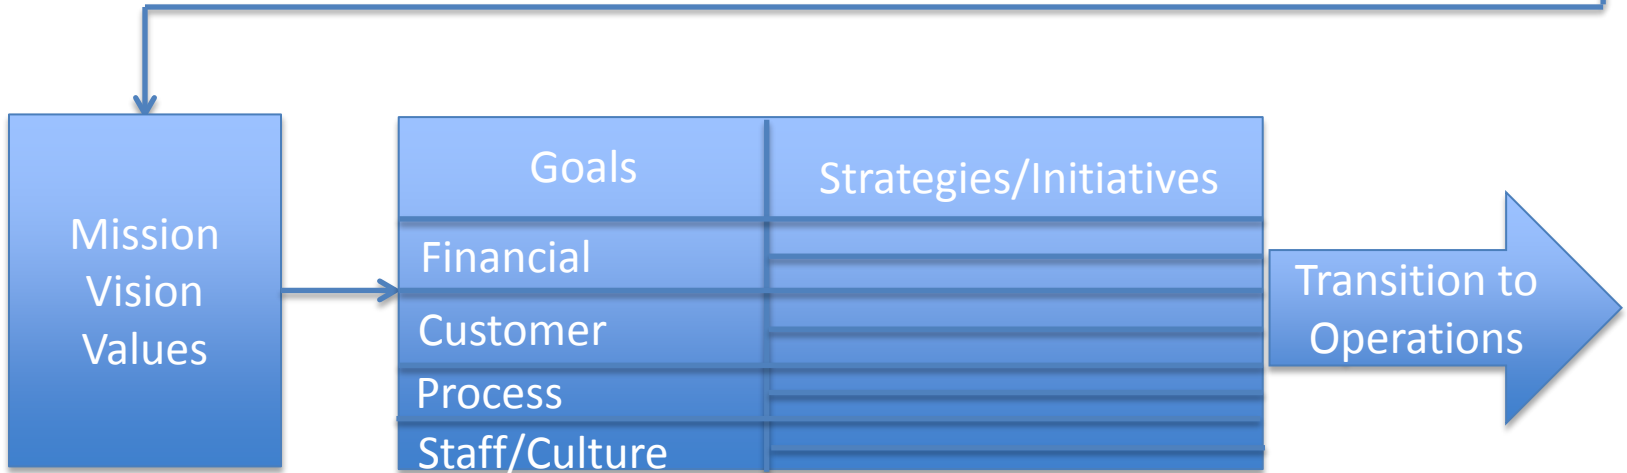 Mission
Vision
Values
Goals
Strategies/Initiatives
Financial
Customer
Process
Staff/Culture
Transition to
Operations